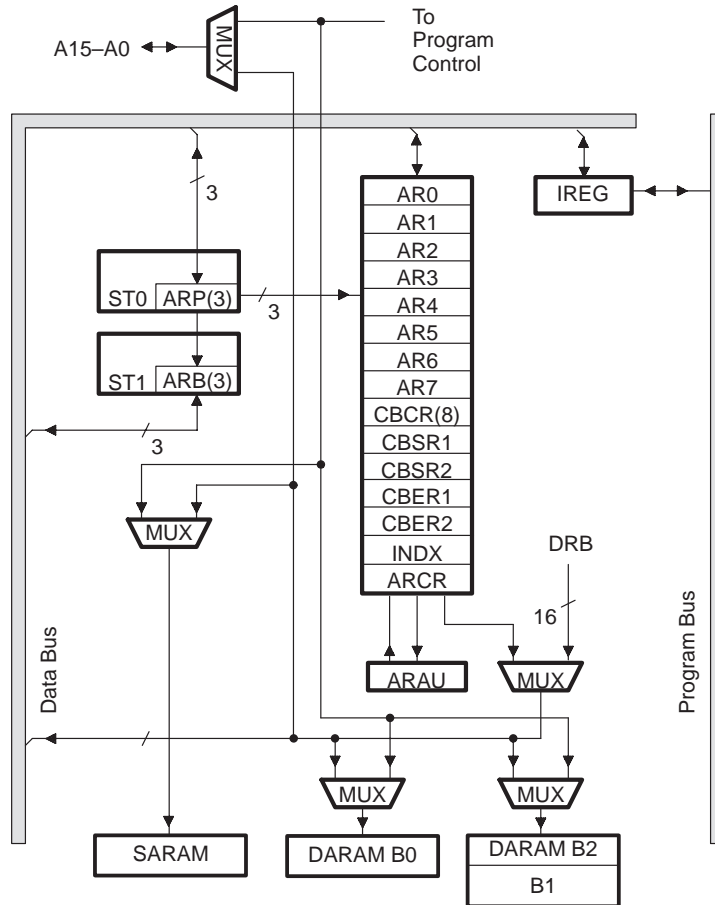 To
Program
Control
A15–A0
MUX
3
IREG
AR0
AR1
AR2
AR3
AR4
AR5
AR6
AR7
CBCR(8)
CBSR1
CBSR2
CBER1
CBER2
INDX
ARCR
ST0 ARP(3)
3
ST1 ARB(3)
3
MUX
DRB
16
ARAU
MUX
Data Bus
Program Bus
MUX
MUX
SARAM
DARAM B0
DARAM B2
B1